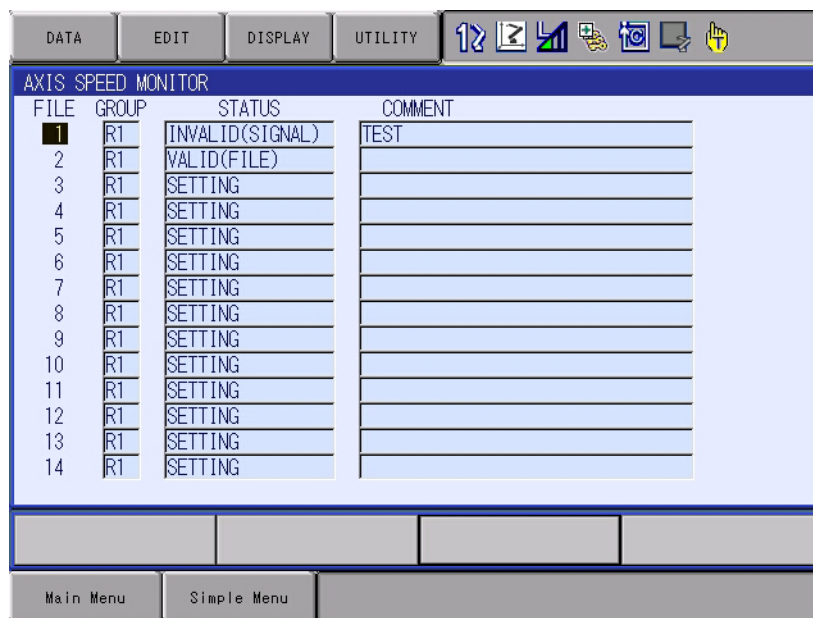 DATA EDIT DISPLAY UTILITY
AXIS SPEED MONITOR
FILE GROUP STATUS COMMENT
1 R1 INVALID(SIGNAL) TEST
2 R1 VALID(FILE)
3 R1 SETTING
4 R1 SETTING
5 R1 SETTING
6 R1 SETTING
7 R1 SETTING
8 R1 SETTING
9 R1 SETTING
10 R1 SETTING
11 R1 SETTING
12 R1 SETTING
13 R1 SETTING
14 R1 SETTING
Main Menu Simple Menu